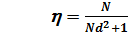 η = N / (Nd² + 1)